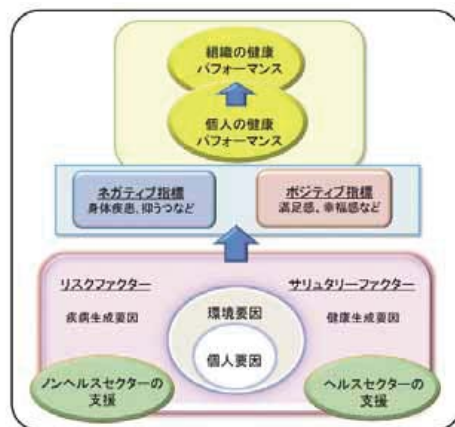 組織の健康
パフォーマンス
個人の健康
パフォーマンス
ネガティブ指標
身体疾患、抑うつなど
ポジティブ指標
満足感、幸福感など
リスクファクター
サリュタリーファクター
疾病生成要因
環境要因
健康生成要因
個人要因
ノンヘルスセクターの
支援
ヘルスセクターの
支援